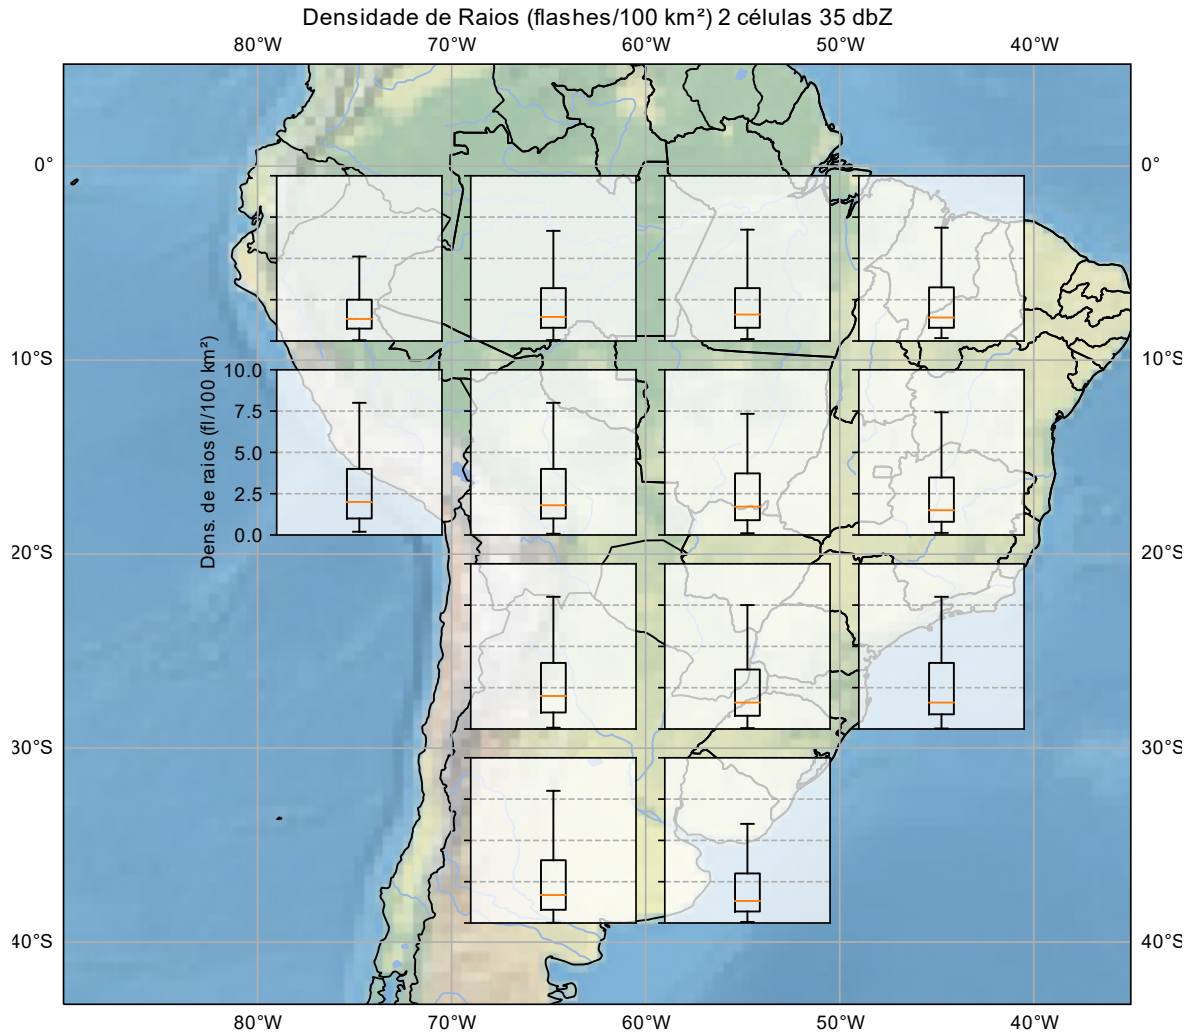 Densidade de Raios (flashes/100 km²) 2 células 35 dbZ
80°W 70°W 60°W 50°W 40°W
0° 0°
10°S 10°S
20°S 20°S
30°S 30°S
40°S 40°S
Dens. de raios (fl/100 km²)
10.0
7.5
5.0
2.5
0.0
80°W 70°W 60°W 50°W 40°W